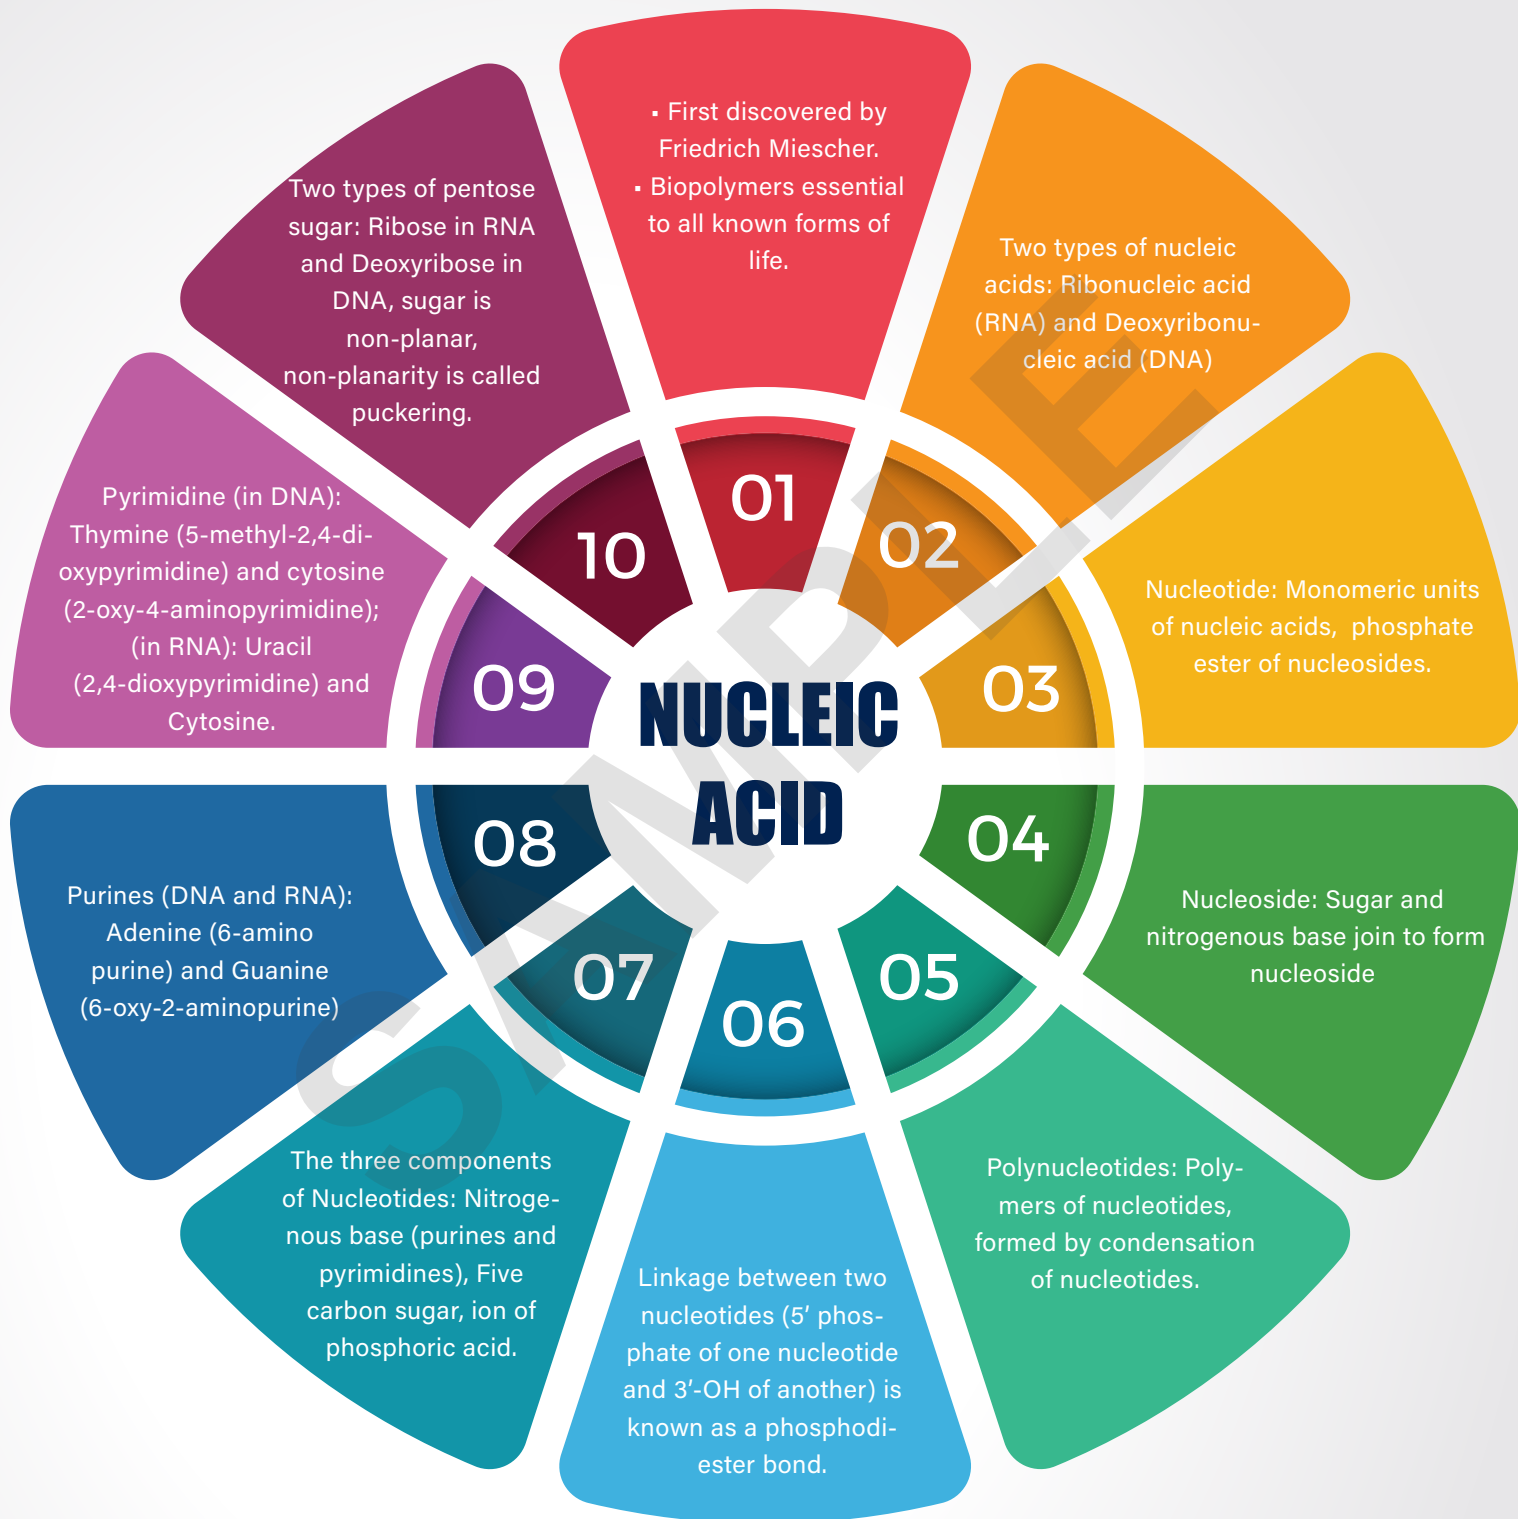 NUCLEIC
ACID
01
▪ First discovered by
Friedrich Miescher.
▪ Biopolymers essential
to all known forms of
life.
02
Two types of nucleic
acids: Ribonucleic acid
(RNA) and Deoxyribonu-
cleic acid (DNA)
03
Nucleotide: Monomeric units
of nucleic acids, phosphate
ester of nucleosides.
04
Nucleoside: Sugar and
nitrogenous base join to form
nucleoside
05
Polynucleotides: Poly-
mers of nucleotides,
formed by condensation
of nucleotides.
06
Linkage between two
nucleotides (5’ phos-
phate of one nucleotide
and 3’-OH of another) is
known as a phosphodi-
ester bond.
07
The three components
of Nucleotides: Nitroge-
nous base (purines and
pyrimidines), Five
carbon sugar, ion of
phosphoric acid.
08
Purines (DNA and RNA):
Adenine (6-amino
purine) and Guanine
(6-oxy-2-aminopurine)
09
Pyrimidine (in DNA):
Thymine (5-methyl-2,4-di-
oxypyrimidine) and cytosine
(2-oxy-4-aminopyrimidine);
(in RNA): Uracil
(2,4-dioxypyrimidine) and
Cytosine.
10
Two types of pentose
sugar: Ribose in RNA
and Deoxyribose in
DNA, sugar is
non-planar,
non-planarity is called
puckering.
SAMPLE